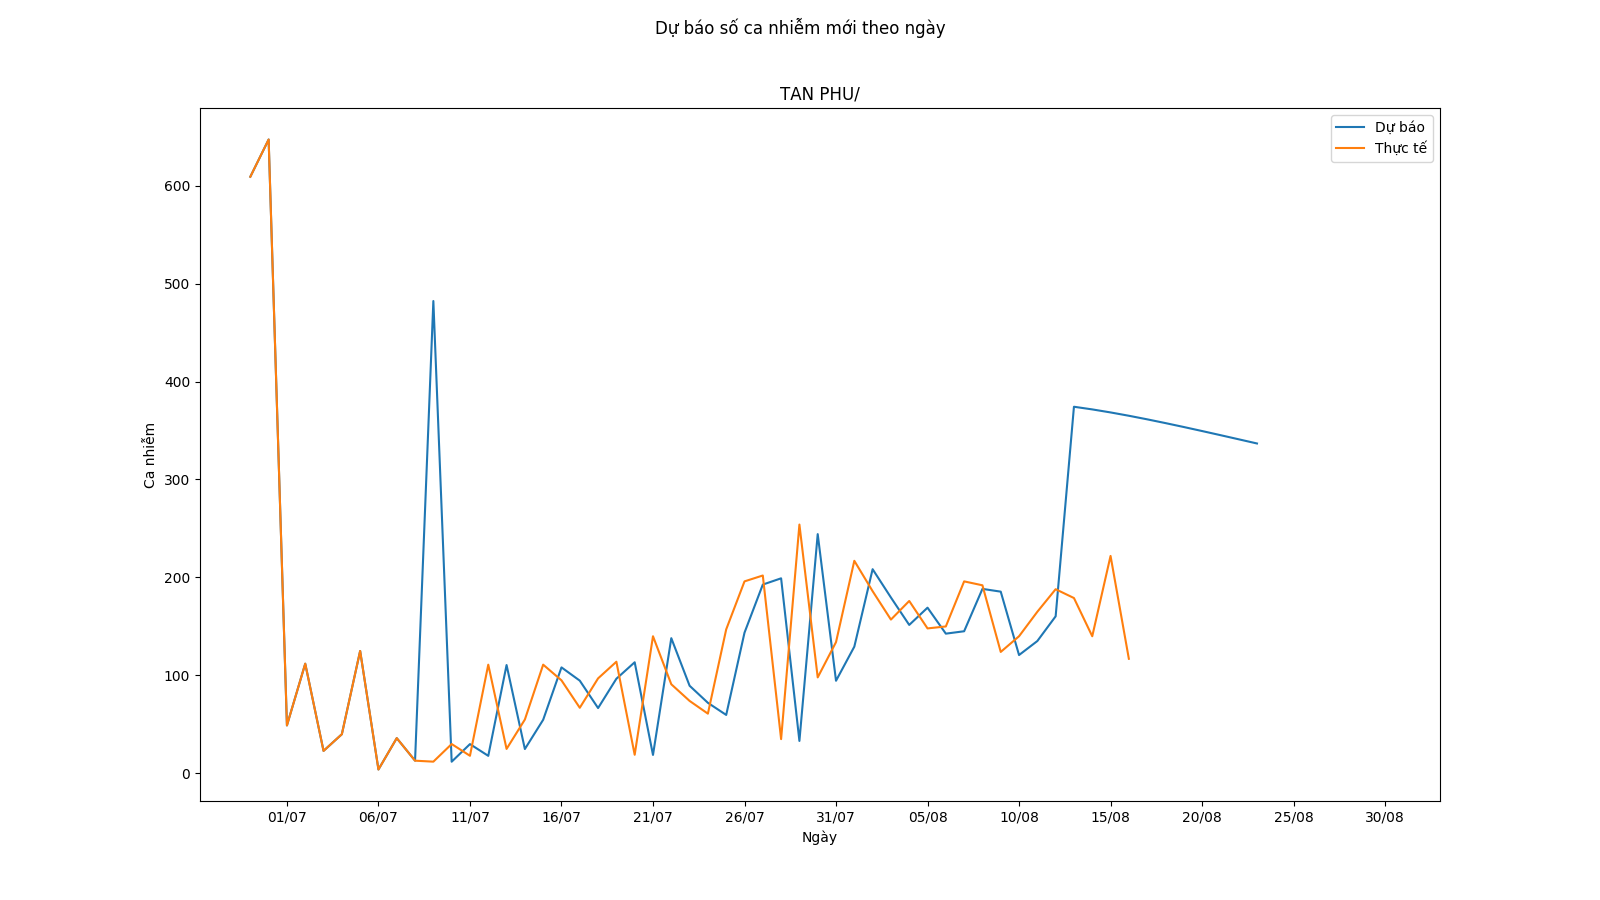 Dự báo số ca nhiễm mới theo ngày
TAN PHU/
Dự báo
Thực tế
600
500
400
300
200
100
0
Ca nhiễm
01/07 06/07 11/07 16/07 21/07 26/07 31/07 05/08 10/08 15/08 20/08 25/08 30/08
Ngày